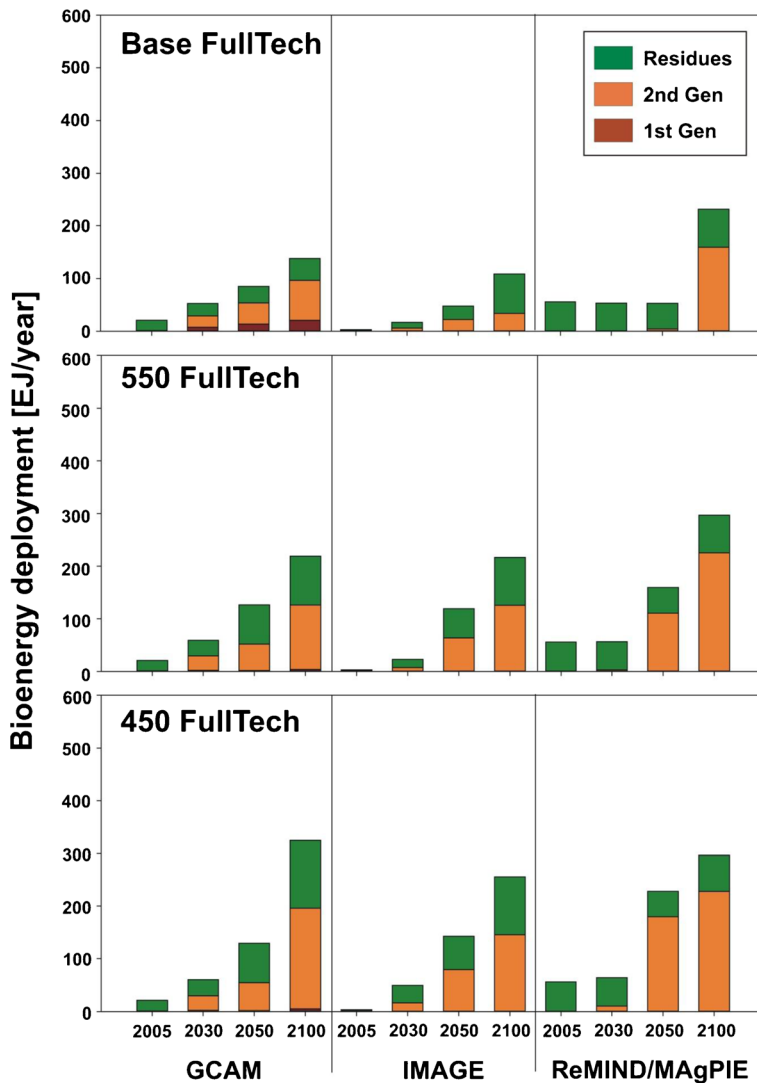 Bioenergy deployment [EJ/year]
Base FullTech
Residues
2nd Gen
1st Gen
600
500
400
300
200
100
0
550 FullTech
600
500
400
300
200
100
0
450 FullTech
600
500
400
300
200
100
0
2005 2030 2050 2100 2005 2030 2050 2100 2005 2030 2050 2100
GCAM IMAGE ReMIND/MAgPIE